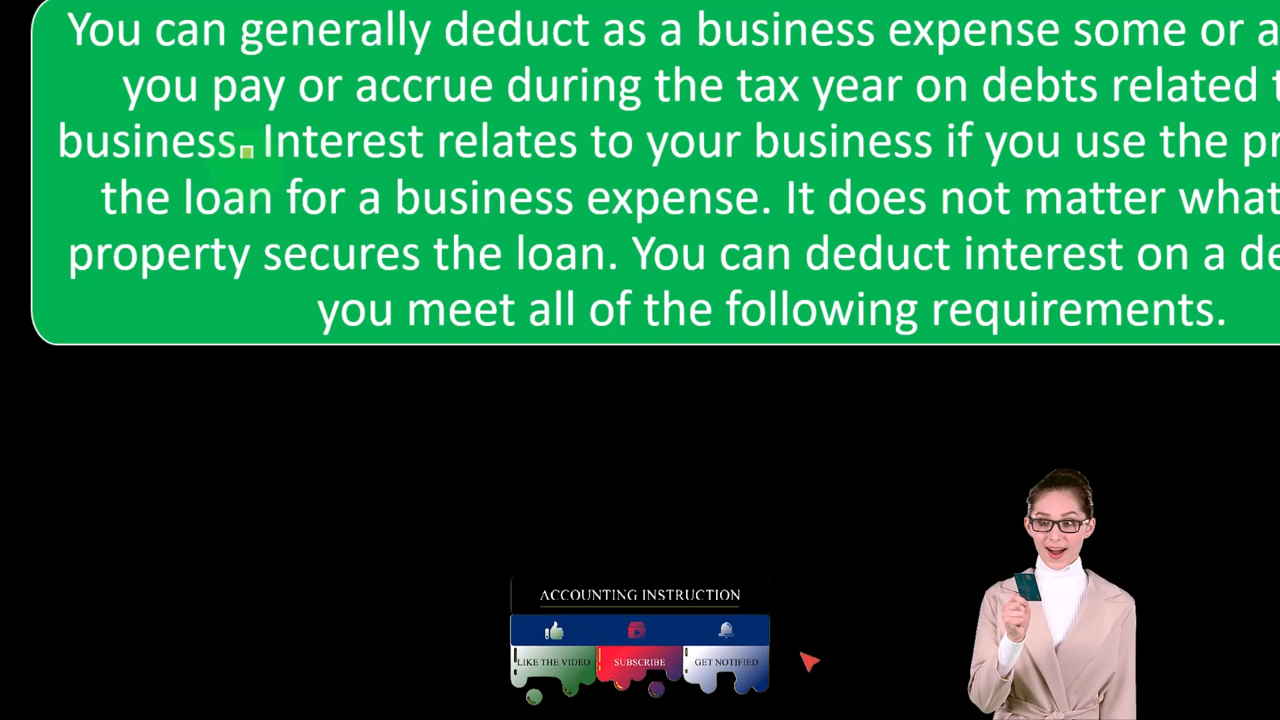 You can generally deduct as a business expense some or
you pay or accrue during the tax year on debts related
business. Interest relates to your business if you use the
the loan for a business expense. It does not matter what
property secures the loan. You can deduct interest on a
you meet all of the following requirements.
ACCOUNTING INSTRUCTION
LIKE THE VIDEO SUBSCRIBE GET NOTIFIED